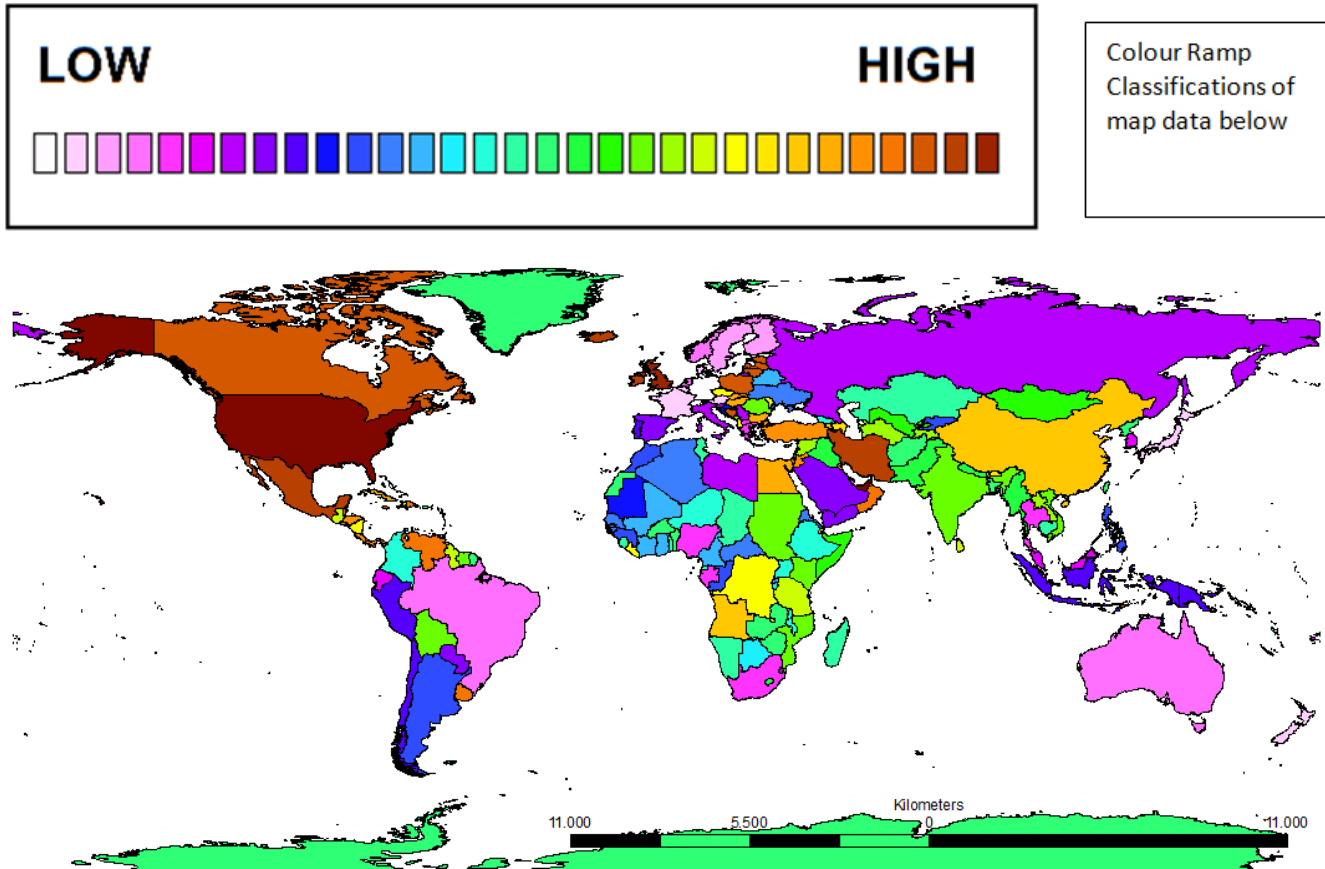 LOW HIGH
Colour Ramp
Classifications of
map data below
Kilometers
11.000 5.500 0 11.000